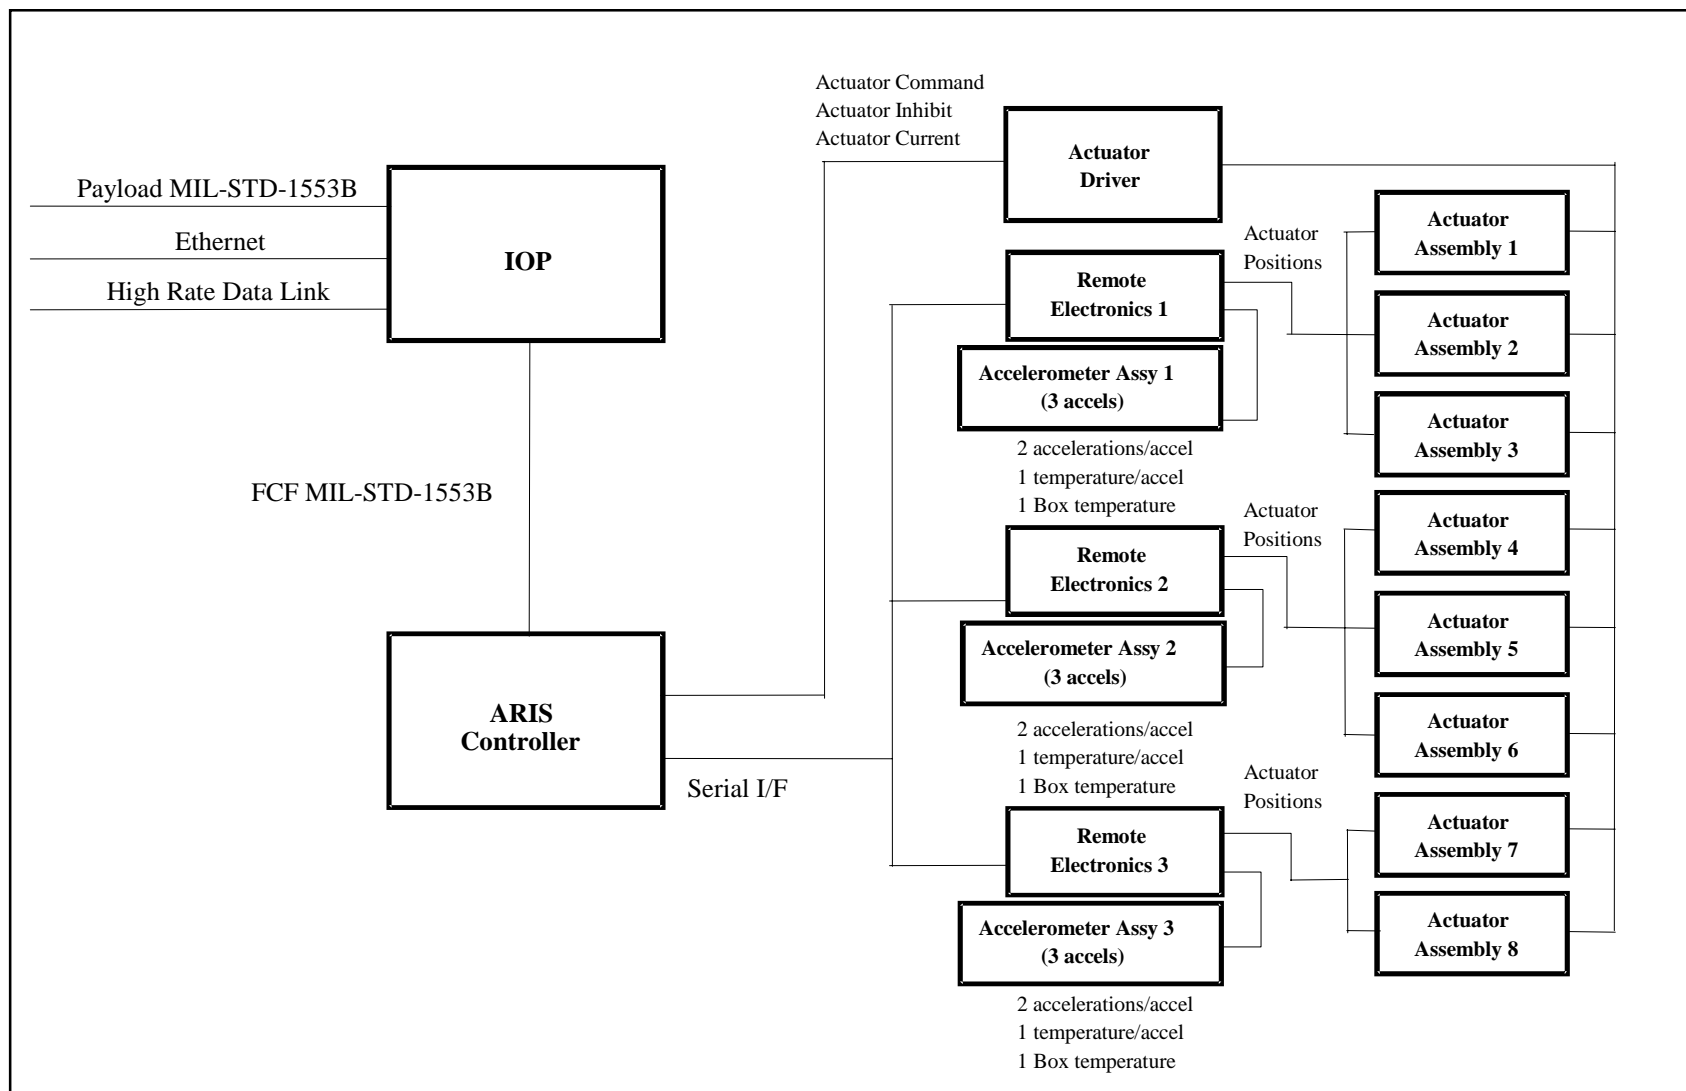 Payload MIL-STD-1553B
Ethernet
High Rate Data Link
IOP
FCF MIL-STD-1553B
ARIS
Controller
Serial I/F
Actuator Command
Actuator Inhibit
Actuator Current
Actuator
Driver
Remote
Electronics 1
Accelerometer Assy 1
(3 accels)
2 accelerations/accel
1 temperature/accel
1 Box temperature
Remote
Electronics 2
Accelerometer Assy 2
(3 accels)
2 accelerations/accel
1 temperature/accel
1 Box temperature
Remote
Electronics 3
Accelerometer Assy 3
(3 accels)
2 accelerations/accel
1 temperature/accel
1 Box temperature
Actuator
Positions
Actuator
Positions
Actuator
Positions
Actuator
Assembly 1
Actuator
Assembly 2
Actuator
Assembly 3
Actuator
Assembly 4
Actuator
Assembly 5
Actuator
Assembly 6
Actuator
Assembly 7
Actuator
Assembly 8